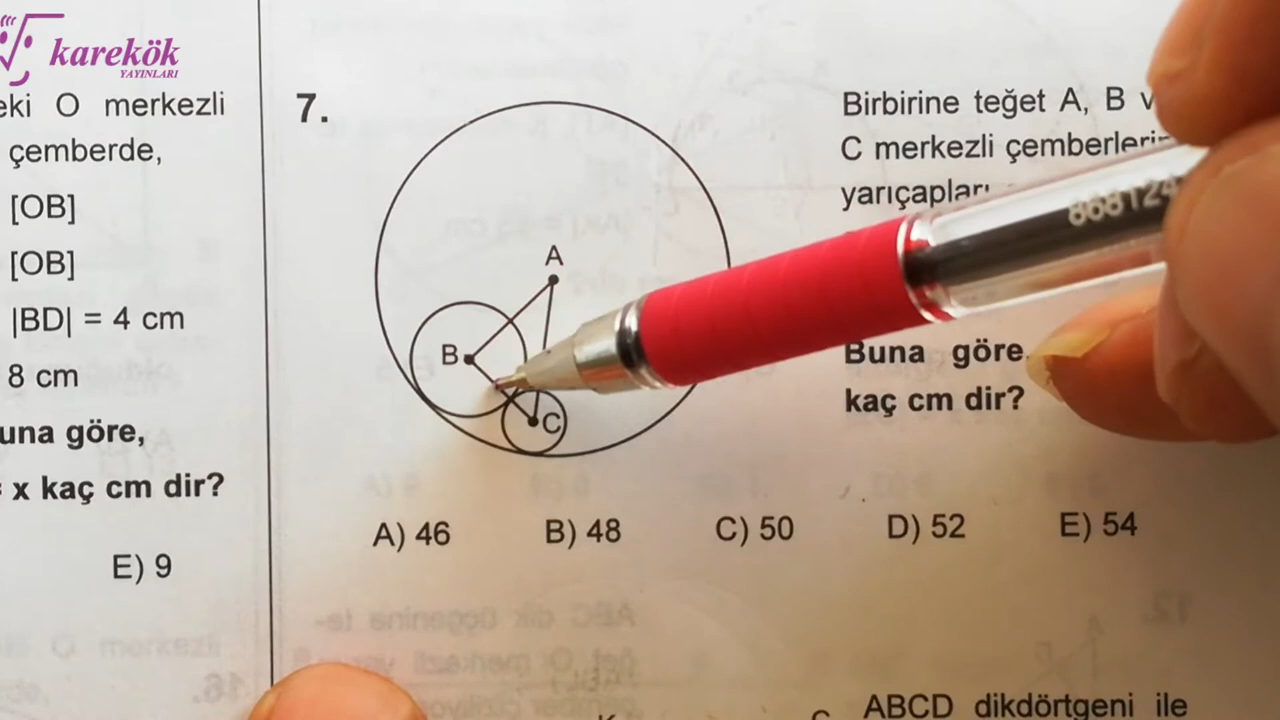 karekök
YAYINLARI
eki O merkezli
çemberde,
[OB]
[OB]
|BD| = 4 cm
8 cm
una göre,
x kaç cm dir?
E) 9
7.
A
B
C
Birbirine teğet A, B v
C merkezli çemberleri
yarıçapları
Buna göre
kaç cm dir?
A) 46
B) 48
C) 50
D) 52
E) 54
ABCD dikdörtgeni ile
868124